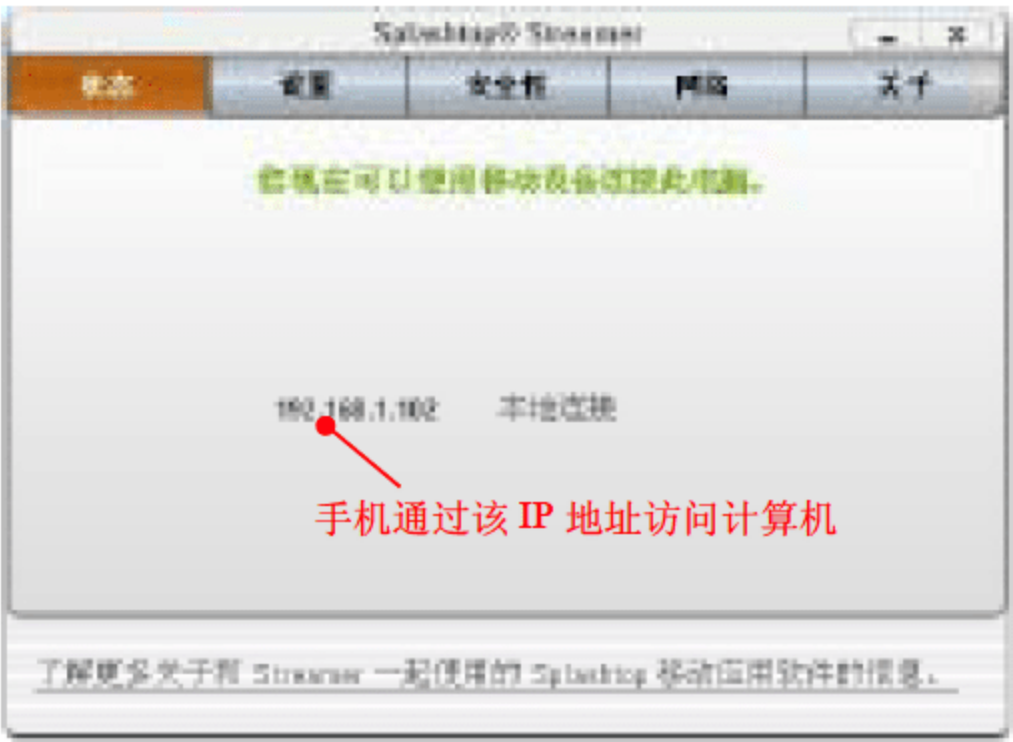 Splashtop® Streamer
状态 设置 安全性 网络 关于
您现在可以使用移动设备连接此电脑。
192.168.1.102 本地连接
手机通过该 IP 地址访问计算机
了解更多关于和 Streamer 一起使用的 Splashtop 移动应用软件的信息。